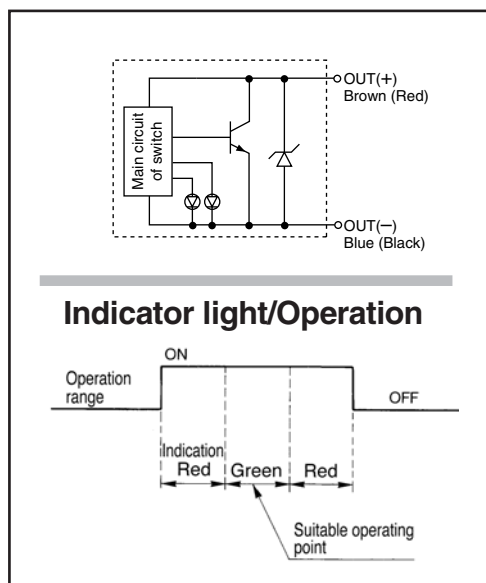 OUT(+)
Brown (Red)
Main circuit
of switch
OUT(−)
Blue (Black)
Indicator light/Operation
ON
Operation
range
OFF
Indication
Red
Green
Red
Suitable operating
point